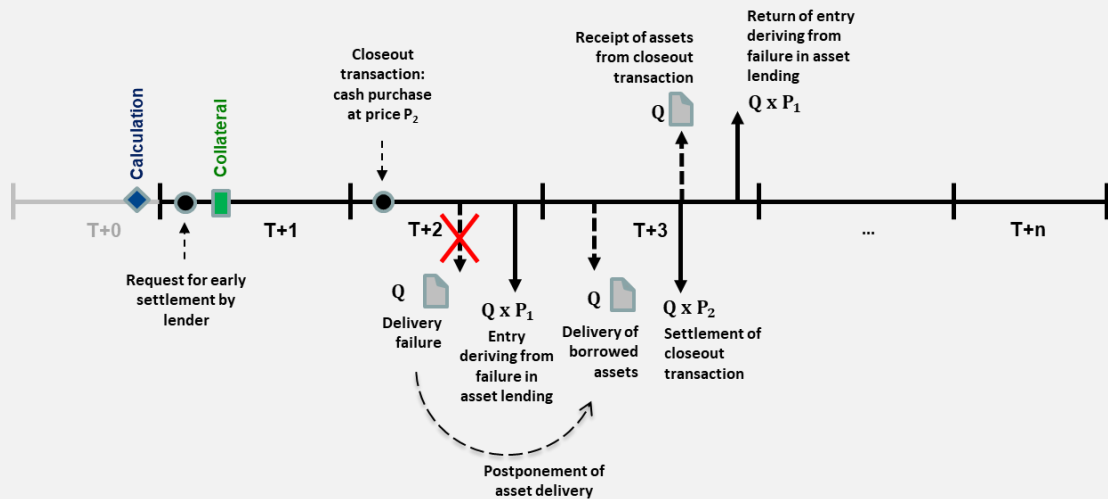 Return of entry
deriving from
failure in asset
lending
Q x P₁
Receipt of assets
from closeout
transaction
Q
Closeout
transaction:
cash purchase
at price P₂
Calculation
Collateral
T+0
T+1
T+2
T+3
...
T+n
Request for early
settlement by
lender
Q
Delivery
failure
Q x P₁
Entry
deriving from
failure in
asset lending
Q
Delivery of
borrowed
assets
Q x P₂
Settlement of
closeout
transaction
Postponement of
asset delivery